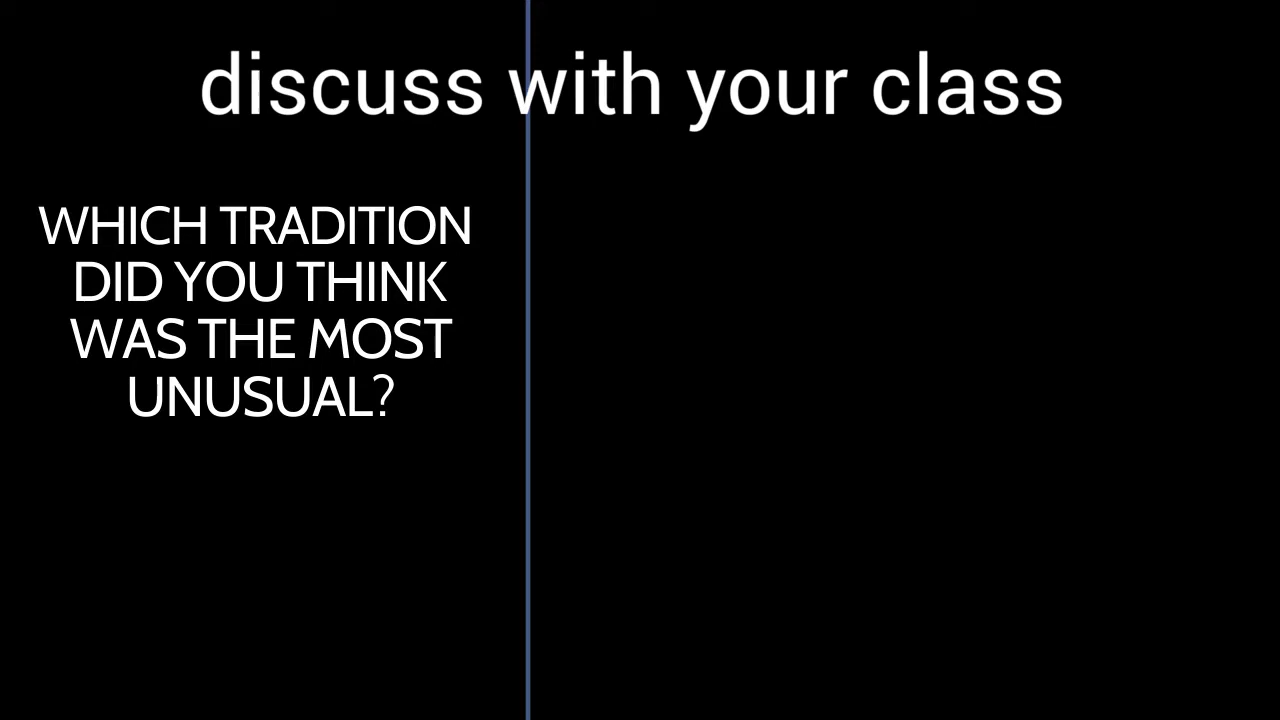 discuss with your class
WHICH TRADITION
DID YOU THINK
WAS THE MOST
UNUSUAL?